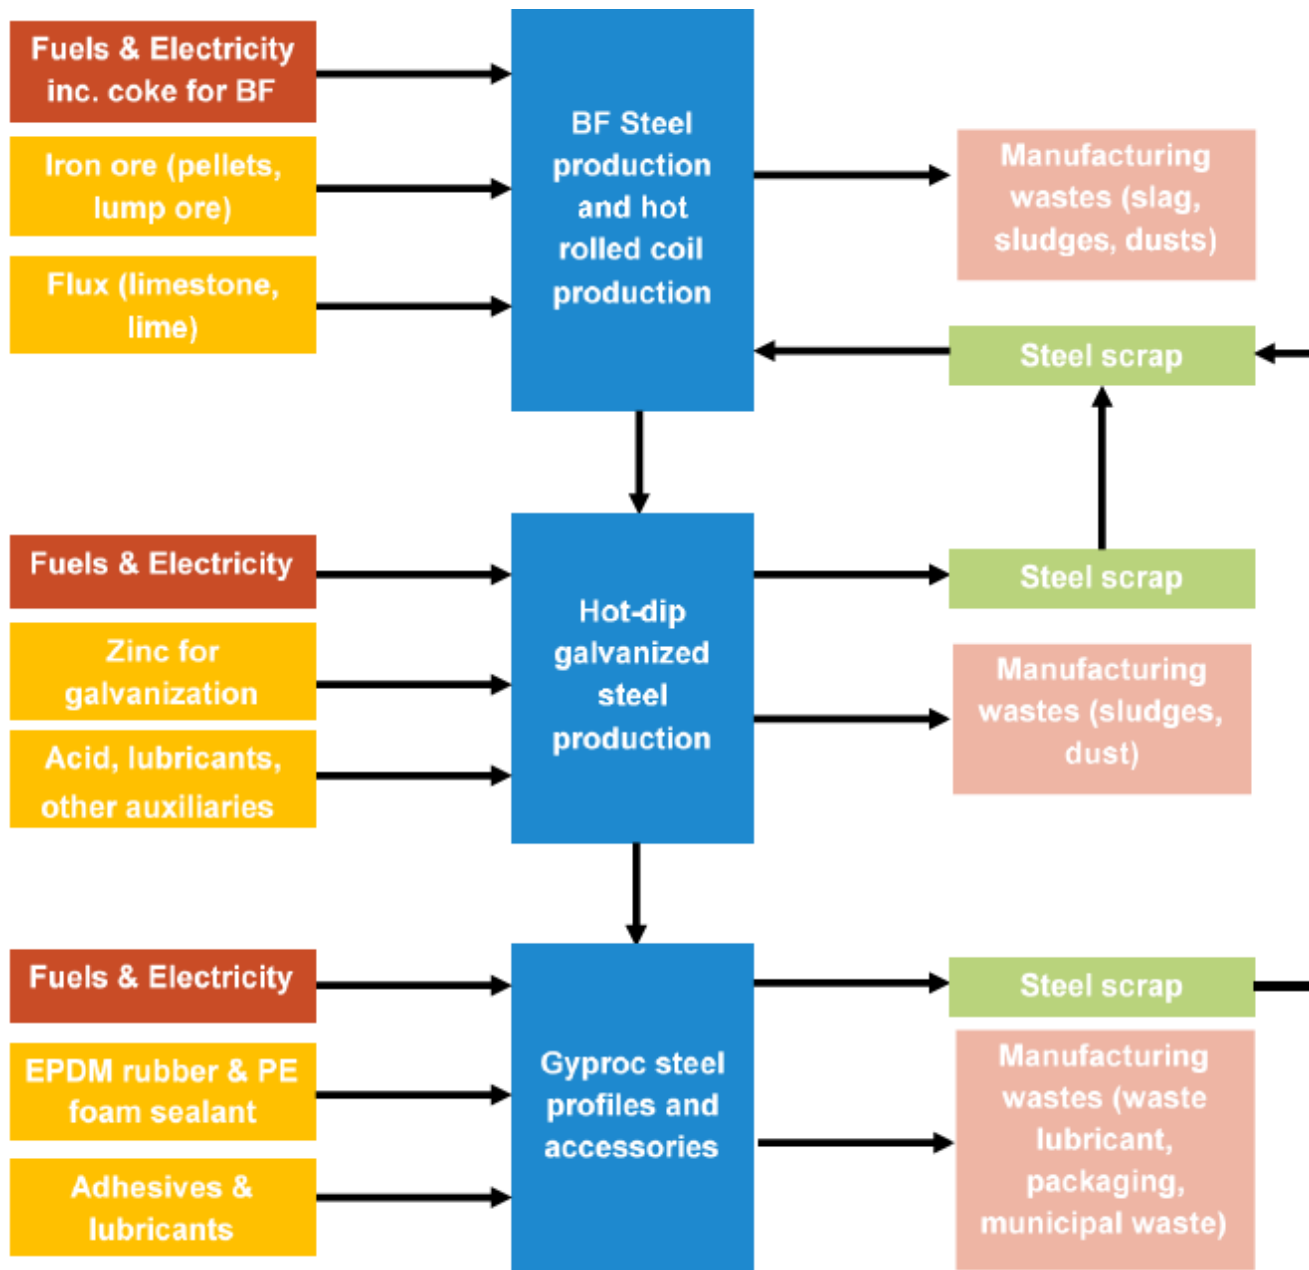 Fuels & Electricity
inc. coke for BF
Iron ore (pellets,
lump ore)
Flux (limestone,
lime)
BF Steel
production
and hot
rolled coil
production
Manufacturing
wastes (slag,
sludges, dusts)
Steel scrap
Fuels & Electricity
Zinc for
galvanization
Acid, lubricants,
other auxiliaries
Hot-dip
galvanized
steel
production
Steel scrap
Manufacturing
wastes (sludges,
dust)
Fuels & Electricity
EPDM rubber & PE
foam sealant
Adhesives &
lubricants
Gyproc steel
profiles and
accessories
Steel scrap
Manufacturing
wastes (waste
lubricant,
packaging,
municipal waste)